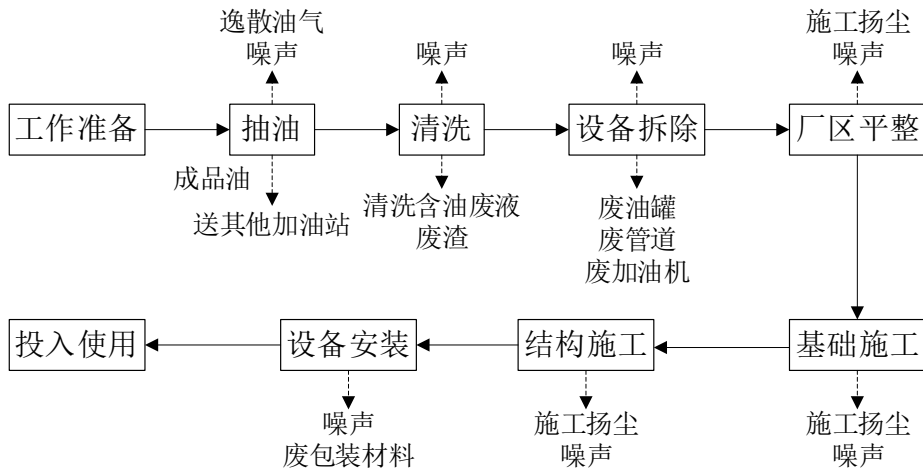 逸散油气
噪声
噪声
噪声
施工扬尘
噪声
工作准备
抽油
清洗
设备拆除
厂区平整
成品油
送其他加油站
清洗含油废液
废渣
废油罐
废管道
废加油机
投入使用
设备安装
结构施工
基础施工
噪声
废包装材料
施工扬尘
噪声
施工扬尘
噪声